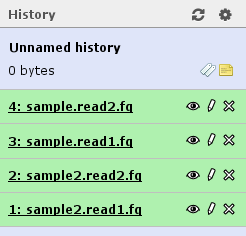 History
Unnamed history
0 bytes
4: sample.read2.fq
3: sample.read1.fq
2: sample2.read2.fq
1: sample2.read1.fq